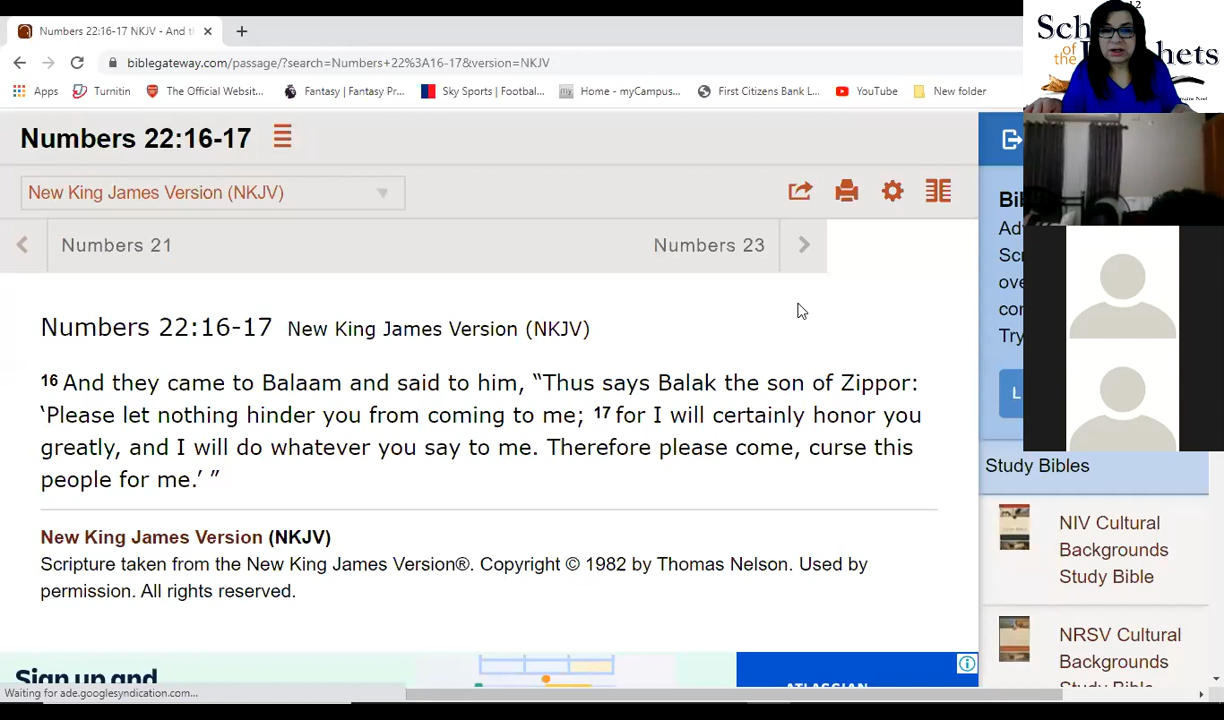 Numbers 22:16-17 NKJV - And t
biblegateway.com/passage/?search=Numbers+22%3A16-17&version=NKJV
Apps Turnitin The Official Websit... Fantasy | Fantasy Pr... Sky Sports | Footbal... Home - myCampus... First Citizens Bank L... YouTube New folder
Numbers 22:16-17
New King James Version (NKJV)
Numbers 21 Numbers 23
Numbers 22:16-17 New King James Version (NKJV)
16 And they came to Balaam and said to him, “Thus says Balak the son of Zippor:
‘Please let nothing hinder you from coming to me; 17 for I will certainly honor you
greatly, and I will do whatever you say to me. Therefore please come, curse this
people for me.’ ”
New King James Version (NKJV)
Scripture taken from the New King James Version®. Copyright © 1982 by Thomas Nelson. Used by
permission. All rights reserved.
Sign up and
ATLASSIAN
Waiting for ade.googlesyndication.com...
of the
Study Bibles
NIV Cultural
Backgrounds
Study Bible
NRSV Cultural
Backgrounds
Study Bible